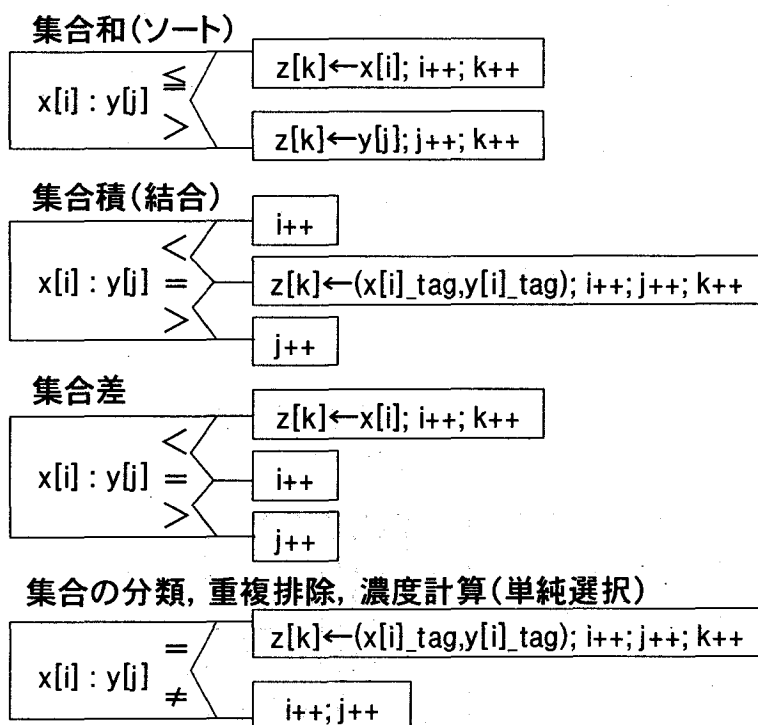 集合和(ソート)
x[i] : y[j]
≦
z[k]←x[i]; i++; k++
>
z[k]←y[j]; j++; k++
集合積(結合)
x[i] : y[j]
<
i++
=
z[k]←(x[i]_tag,y[i]_tag); i++; j++; k++
>
j++
集合差
x[i] : y[j]
<
z[k]←x[i]; i++; k++
=
i++
>
j++
集合の分類, 重複排除, 濃度計算(単純選択)
x[i] : y[j]
=
z[k]←(x[i]_tag,y[i]_tag); i++; j++; k++
≠
i++; j++